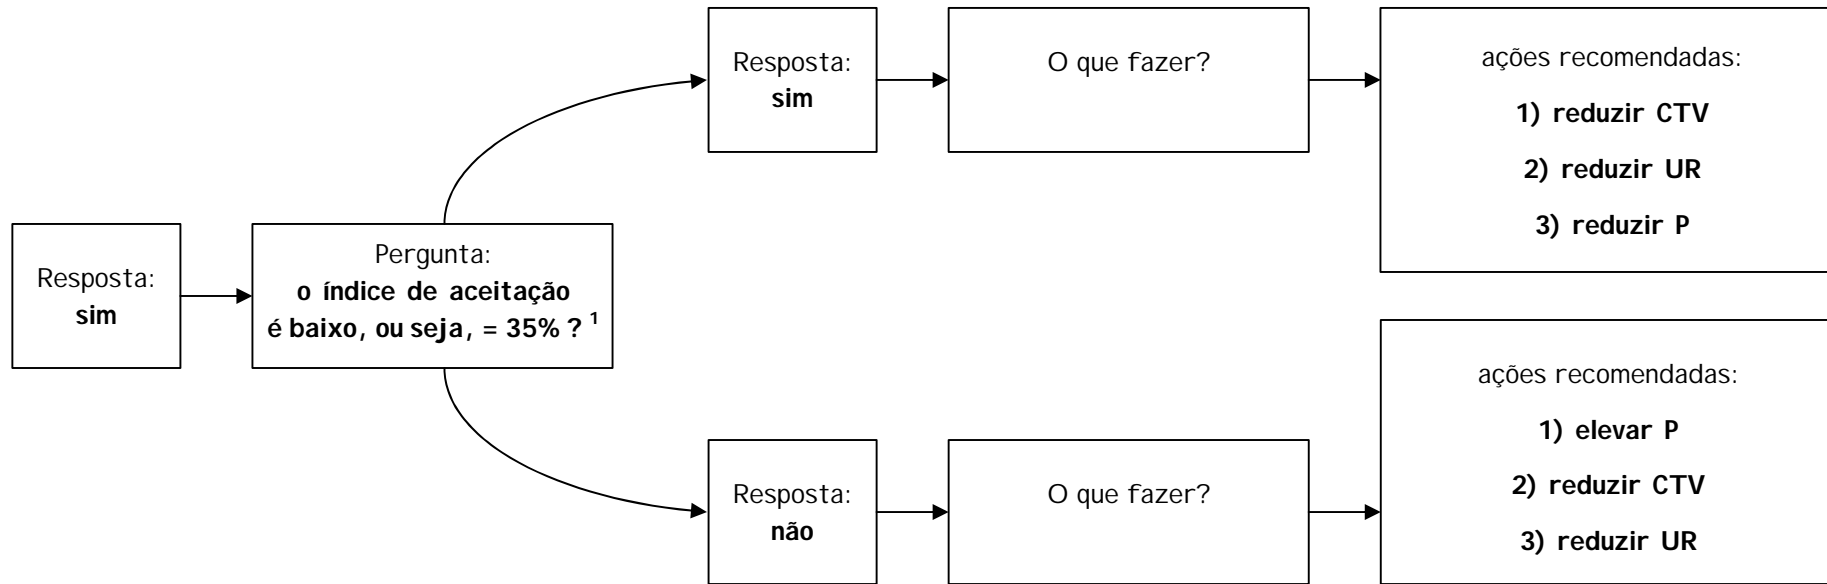 Resposta:
sim
Pergunta:
o índice de aceitação
é baixo, ou seja, = 35% ? ¹
Resposta:
sim
O que fazer?
ações recomendadas:
1) reduzir CTV
2) reduzir UR
3) reduzir P
Resposta:
não
O que fazer?
ações recomendadas:
1) elevar P
2) reduzir CTV
3) reduzir UR